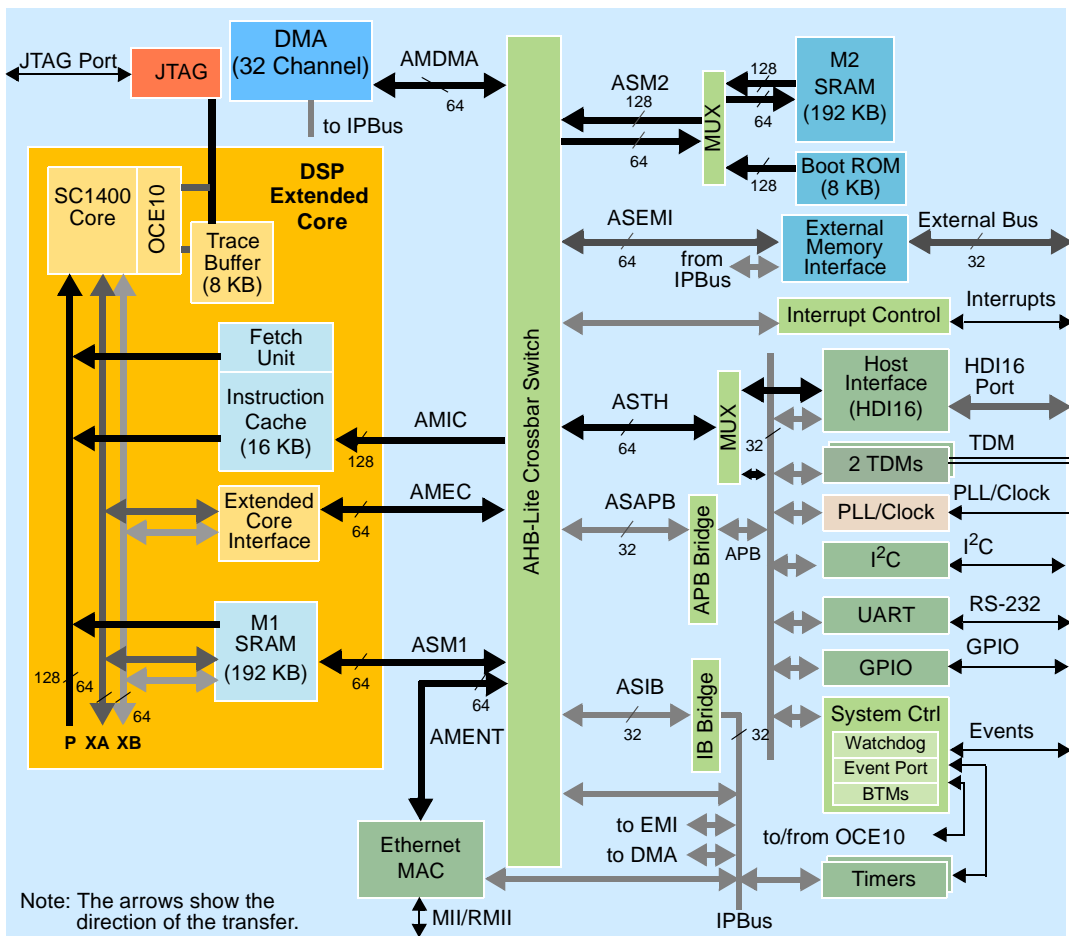 JTAG Port
JTAG
DMA
(32 Channel)
AMDMA
64
to IPBus
DSP
Extended
Core
SC1400
Core
OCE10
Trace
Buffer
(8 KB)
Fetch
Unit
Instruction
Cache
(16 KB)
AMIC
128
Extended
Core
Interface
AMEC
64
M1
SRAM
(192 KB)
ASM1
64
128
64
64
P
XA
XB
64
AMENT
Ethernet
MAC
MII/RMII
Note: The arrows show the
direction of the transfer.
AHB-Lite Crossbar Switch
ASM2
128
64
MUX
128
64
128
M2
SRAM
(192 KB)
Boot ROM
(8 KB)
ASEMI
64
from
IPBus
External
Memory
Interface
External Bus
32
Interrupt Control
Interrupts
ASTH
64
MUX
32
Host
Interface
(HDI16)
HDI16
Port
2 TDMs
TDM
ASAPB
32
APB Bridge
APB
PLL/Clock
PLL/Clock
I2C
I2C
UART
RS-232
GPIO
GPIO
ASIB
32
IB Bridge
32
System Ctrl
Watchdog
Event Port
BTMs
Events
to EMI
to DMA
to/from OCE10
Timers
IPBus